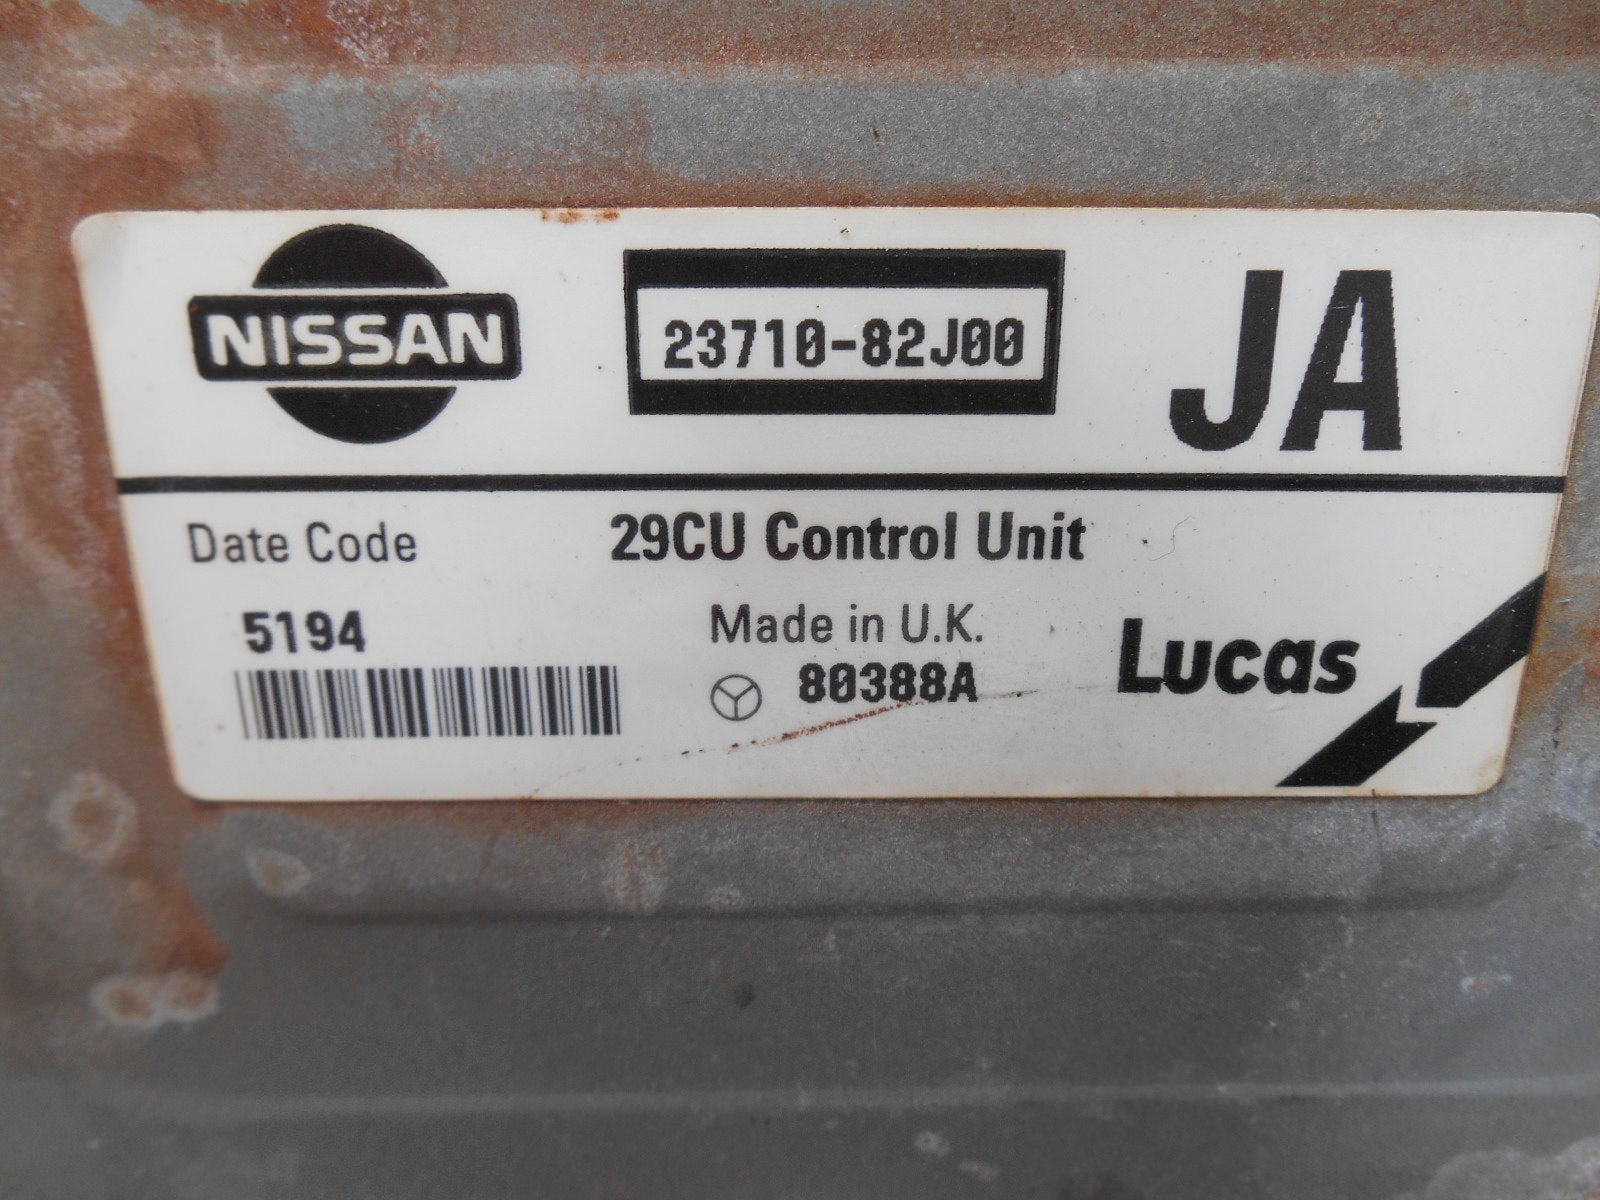 NISSAN
23710-82J00
JA
Date Code
29CU Control Unit
5194
Made in U.K.
80388A
Lucas